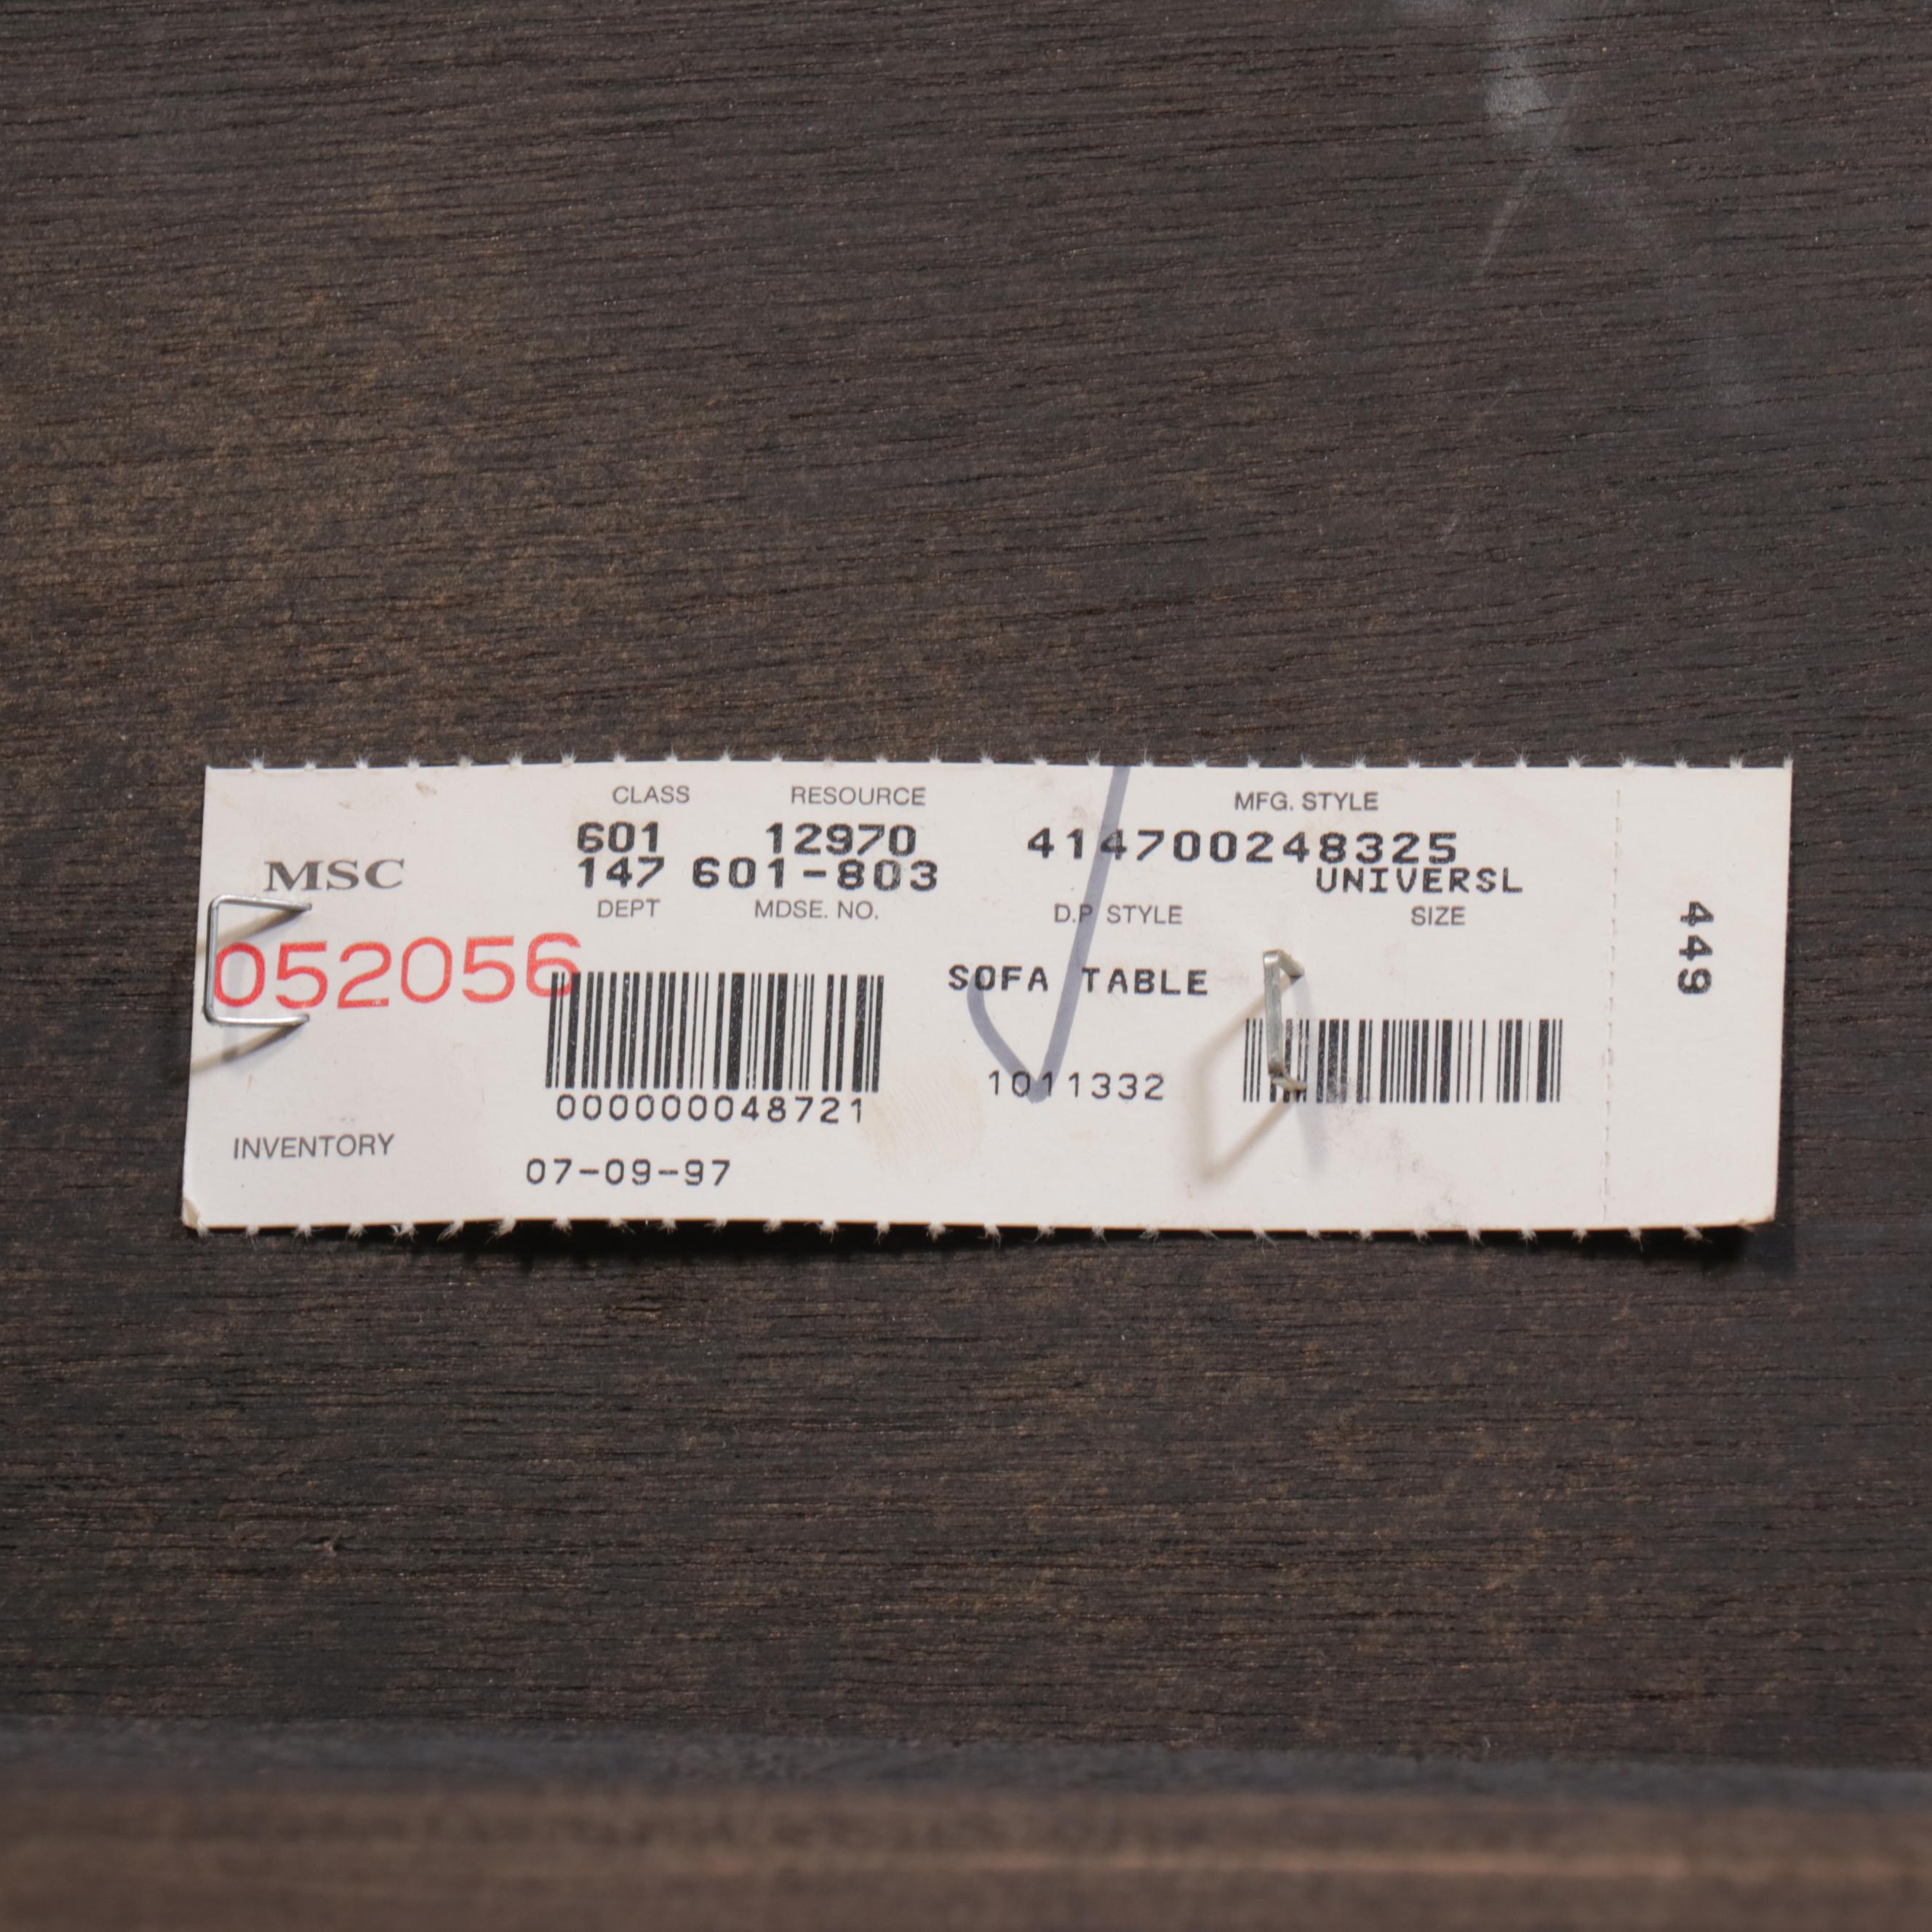 CLASS RESOURCE MFG. STYLE
601 12970 414700248325
MSC 147 601-803 UNIVERSL
DEPT MDSE. NO. D.P STYLE SIZE
449
052056 SOFA TABLE
1011332
000000048721
INVENTORY
07-09-97